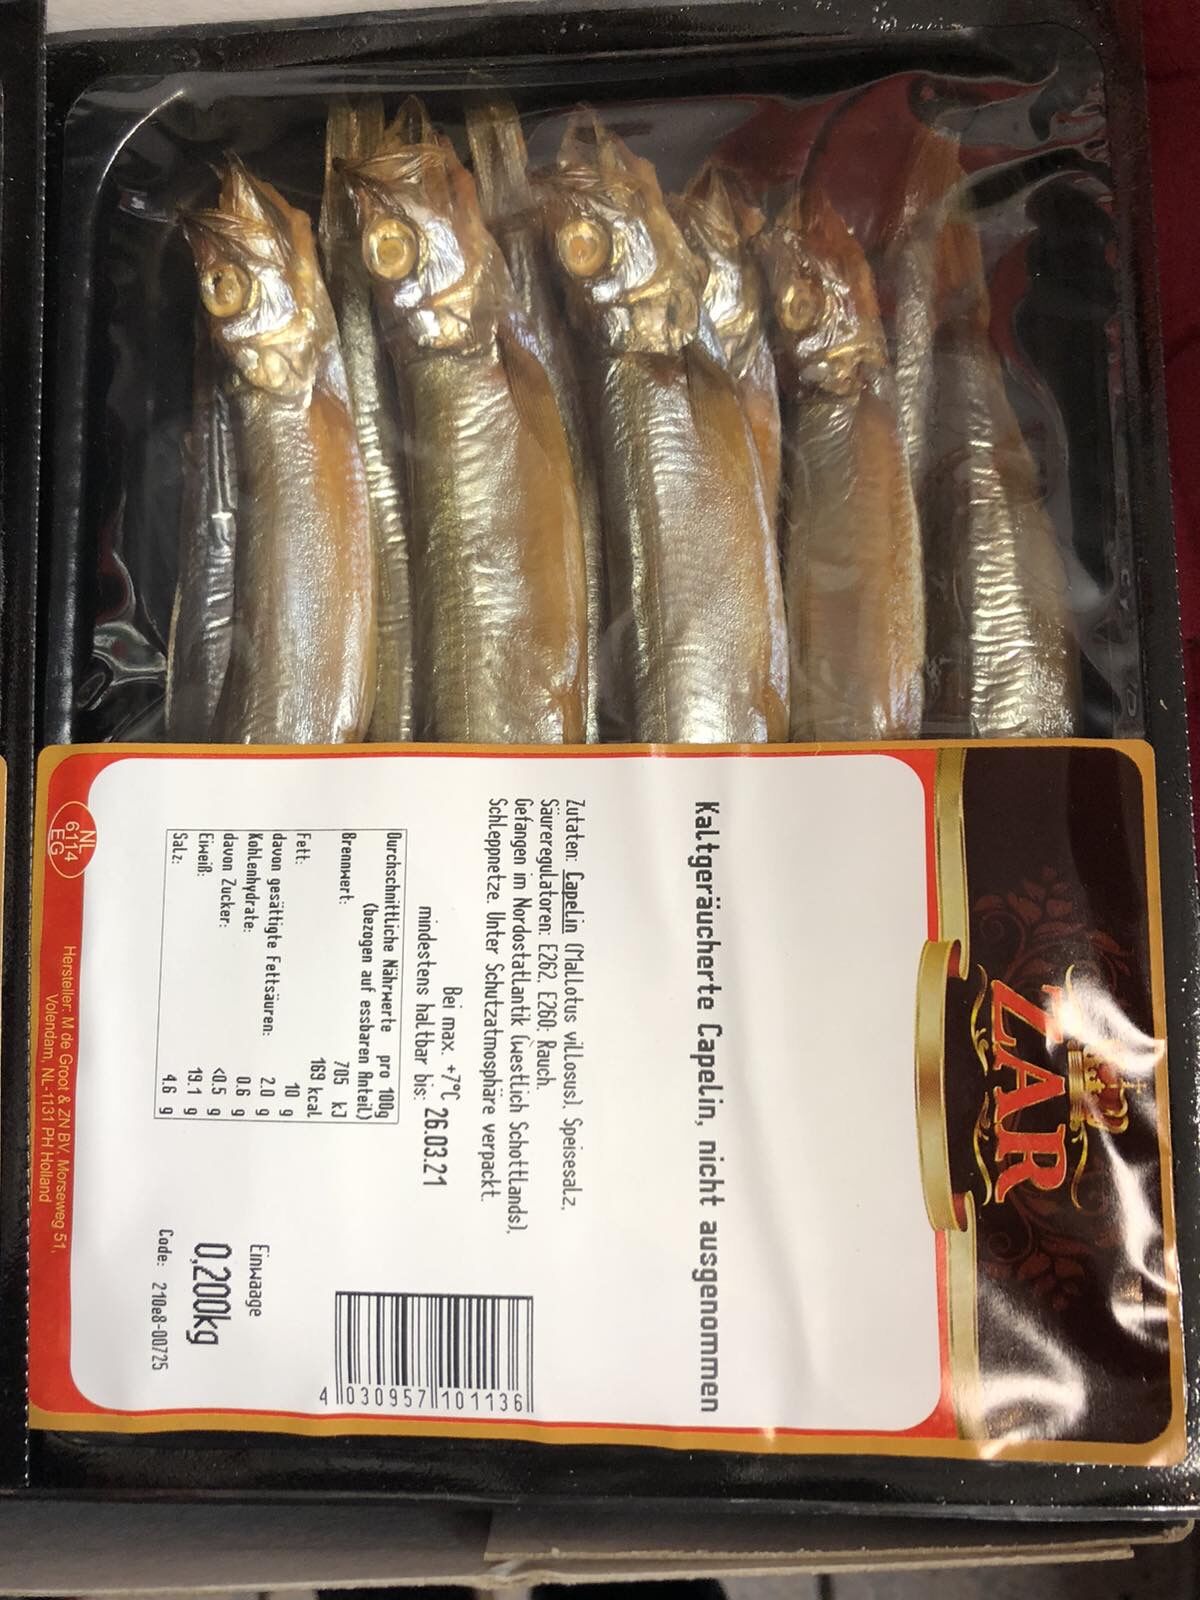 ZAR
Kaltgeräucherte Capelin, nicht ausgenommen
Zutaten: Capelin (Mallotus villosus), Speisesalz,
Säureregulatoren: E262, E260; Rauch.
Gefangen im Nordostatlantik (westlich Schottlands),
Schleppnetze. Unter Schutzatmosphäre verpackt.
Bei max. +7°C
mindestens haltbar bis: 26.03.21
Durchschnittliche Nährwerte pro 100g
(bezogen auf essbaren Anteil)
Brennwert: 705 kJ
169 kcal
Fett: 10 g
davon gesättigte Fettsäuren: 2.0 g
Kohlenhydrate: 0.6 g
davon Zucker: <0.5 g
Eiweiß: 19.1 g
Salz: 4.6 g
4 030957 101136
Einwaage
0,200kg
Code: 210e8-00725
NL
6114
EG
Hersteller: M de Groot & ZN BV, Morseweg 51,
Volendam, NL-1131 PH Holland